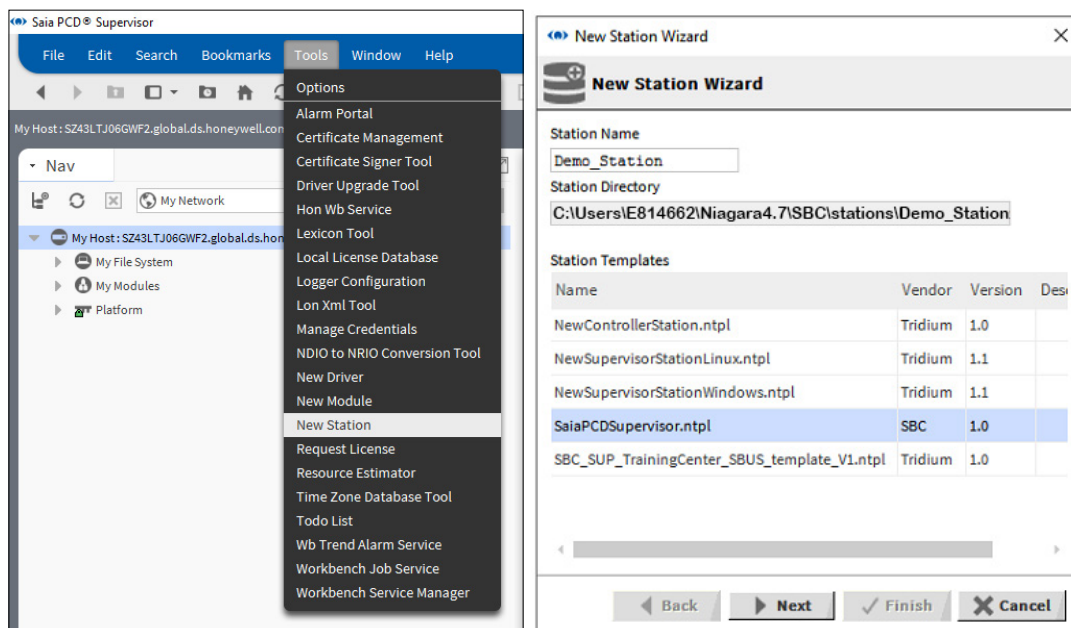 Saia PCD® Supervisor
File Edit Search Bookmarks Tools Window Help
My Host : SZ43LTJ06GWF2.global.ds.honeywell.con
Nav
My Network
My Host : SZ43LTJ06GWF2.global.ds.hon
My File System
My Modules
Platform
Options
Alarm Portal
Certificate Management
Certificate Signer Tool
Driver Upgrade Tool
Hon Wb Service
Lexicon Tool
Local License Database
Logger Configuration
Lon Xml Tool
Manage Credentials
NDIO to NRIO Conversion Tool
New Driver
New Module
New Station
Request License
Resource Estimator
Time Zone Database Tool
Todo List
Wb Trend Alarm Service
Workbench Job Service
Workbench Service Manager
New Station Wizard
New Station Wizard
Station Name
Demo_Station
Station Directory
C:\Users\E814662\Niagara4.7\SBC\stations\Demo_Station
Station Templates
Name Vendor Version Des
NewControllerStation.ntpl Tridium 1.0
NewSupervisorStationLinux.ntpl Tridium 1.1
NewSupervisorStationWindows.ntpl Tridium 1.1
SaiaPCDSupervisor.ntpl SBC 1.0
SBC_SUP_TrainingCenter_SBUS_template_V1.ntpl Tridium 1.0
Back Next Finish Cancel